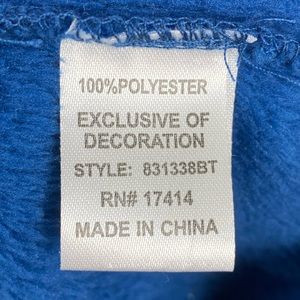 100%POLYESTER
EXCLUSIVE OF
DECORATION
STYLE: 831338BT
RN# 17414
MADE IN CHINA